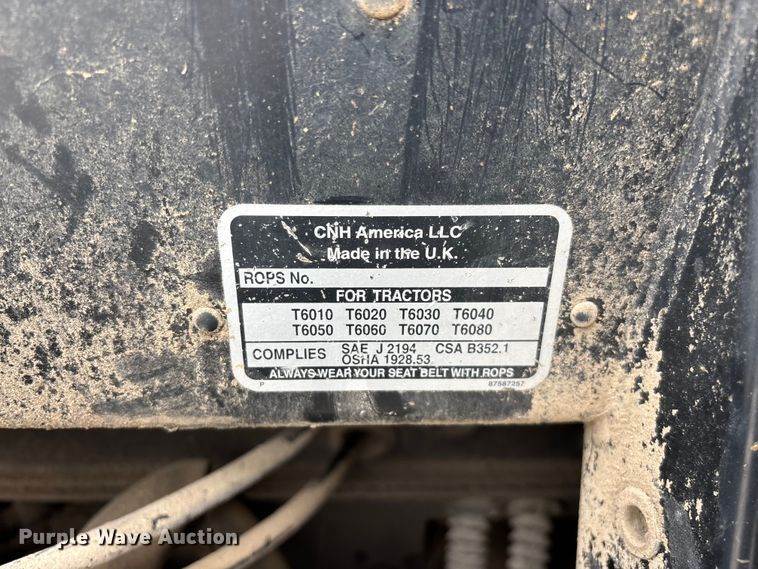 CNH America LLC
Made in the U.K.
ROPS No.
FOR TRACTORS
T6010 T6020 T6030 T6040
T6050 T6060 T6070 T6080
COMPLIES SAE J 2194 CSA B352.1
OSHA 1928.53
ALWAYS WEAR YOUR SEAT BELT WITH ROPS
P 87587257
Purple Wave Auction